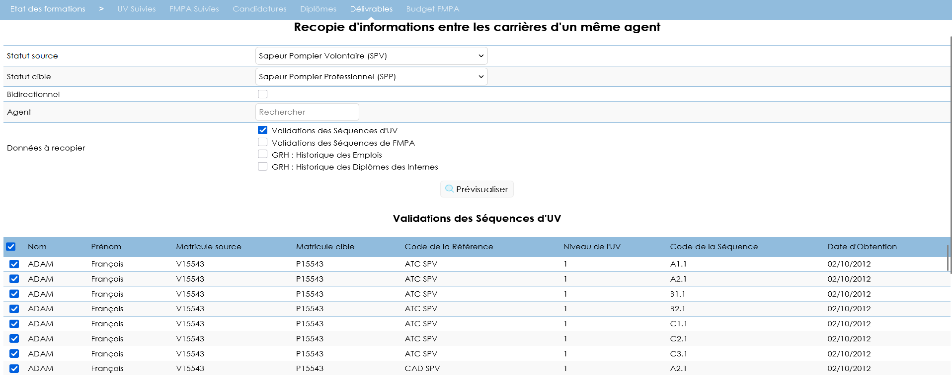 Etat des formations > UV Suivies FMPA Suivies Candidatures Diplômes Délivrables Budget FMPA
Recopie d'informations entre les carrières d'un même agent
Statut source Sapeur Pompier Volontaire (SPV)
Statut cible Sapeur Pompier Professionnel (SPP)
Bidirectionnel
Agent Rechercher
Données à recopier
Validations des Séquences d'UV
Validations des Séquences de FMPA
GRH : Historique des Emplois
GRH : Historique des Diplômes des Internes
Prévisualiser
Validations des Séquences d'UV
Nom Prénom Matricule source Matricule cible Code de la Référence Niveau de l'UV Code de la Séquence Date d'Obtention
ADAM François V15543 P15543 ATC SPV 1 A1.1 02/10/2012
ADAM François V15543 P15543 ATC SPV 1 A2.1 02/10/2012
ADAM François V15543 P15543 ATC SPV 1 B1.1 02/10/2012
ADAM François V15543 P15543 ATC SPV 1 B2.1 02/10/2012
ADAM François V15543 P15543 ATC SPV 1 C1.1 02/10/2012
ADAM François V15543 P15543 ATC SPV 1 C2.1 02/10/2012
ADAM François V15543 P15543 ATC SPV 1 C3.1 02/10/2012
ADAM François V15543 P15543 CAD SPV 1 A2.1 02/10/2012